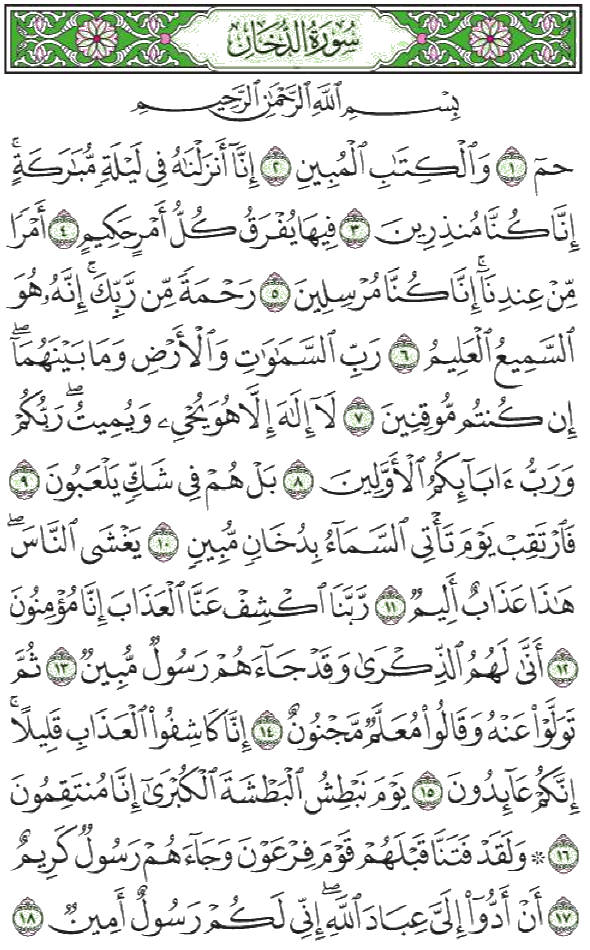 سُورَةُ الدُّخَانِ
بِسْمِ ٱللَّهِ ٱلرَّحْمَٰنِ ٱلرَّحِيمِ
حمٓ ١ وَٱلْكِتَٰبِ ٱلْمُبِينِ ٢ إِنَّآ أَنزَلْنَٰهُ فِى لَيْلَةٍ مُّبَٰرَكَةٍ ۚ
إِنَّا كُنَّا مُنذِرِينَ ٣ فِيهَا يُفْرَقُ كُلُّ أَمْرٍ حَكِيمٍ ٤ أَمْرًا
مِّنْ عِندِنَآ ۚ إِنَّا كُنَّا مُرْسِلِينَ ٥ رَحْمَةً مِّن رَّبِّكَ ۚ إِنَّهُۥ هُوَ
ٱلسَّمِيعُ ٱلْعَلِيمُ ٦ رَبِّ ٱلسَّمَٰوَٰتِ وَٱلْأَرْضِ وَمَا بَيْنَهُمَآ ۖ
إِن كُنتُم مُّوقِنِينَ ٧ لَآ إِلَٰهَ إِلَّا هُوَ يُحْىِۦ وَيُمِيتُ ۖ رَبُّكُمْ
وَرَبُّ ءَابَآئِكُمُ ٱلْأَوَّلِينَ ٨ بَلْ هُمْ فِى شَكٍّ يَلْعَبُونَ ٩
فَٱرْتَقِبْ يَوْمَ تَأْتِى ٱلسَّمَآءُ بِدُخَانٍ مُّبِينٍ ١٠ يَغْشَى ٱلنَّاسَ ۖ
هَٰذَا عَذَابٌ أَلِيمٌ ١١ رَّبَّنَا ٱكْشِفْ عَنَّا ٱلْعَذَابَ إِنَّا مُؤْمِنُونَ
١٢ أَنَّىٰ لَهُمُ ٱلذِّكْرَىٰ وَقَدْ جَآءَهُمْ رَسُولٌ مُّبِينٌ ١٣ ثُمَّ
تَوَلَّوْا۟ عَنْهُ وَقَالُوا۟ مُعَلَّمٌ مَّجْنُونٌ ١٤ إِنَّا كَاشِفُوا۟ ٱلْعَذَابِ قَلِيلًا ۚ
إِنَّكُمْ عَآئِدُونَ ١٥ يَوْمَ نَبْطِشُ ٱلْبَطْشَةَ ٱلْكُبْرَىٰٓ إِنَّا مُنتَقِمُونَ
١٦ ۞ وَلَقَدْ فَتَنَّا قَبْلَهُمْ قَوْمَ فِرْعَوْنَ وَجَآءَهُمْ رَسُولٌ كَرِيمٌ
١٧ أَنْ أَدُّوٓا۟ إِلَىَّ عِبَادَ ٱللَّهِ ۖ إِنِّى لَكُمْ رَسُولٌ أَمِينٌ ١٨